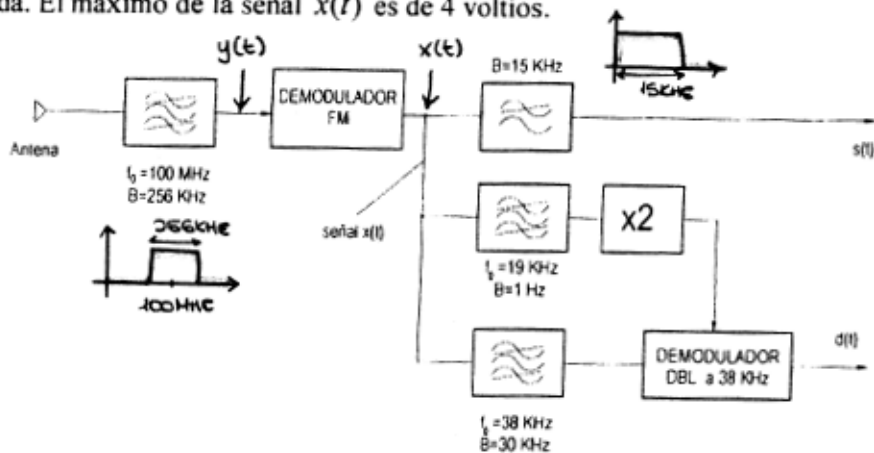 da. El máximo de la señal x(t) es de 4 voltios.
y(t)
x(t)
B=15 KHz
15KHz
DEMODULADOR
FM
Antena
s(t)
f₀ =100 MHz
B=256 KHz
señal x(t)
x2
256KHz
100MHz
f₀ =19 KHz
B=1 Hz
DEMODULADOR
DBL a 38 KHz
d(t)
f₀ =38 KHz
B=30 KHz